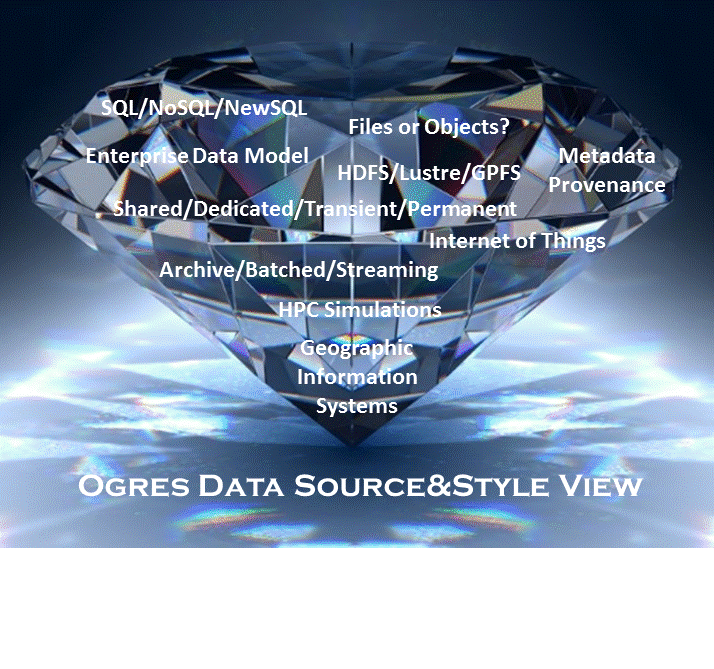 SQL/NoSQL/NewSQL
Files or Objects?
Enterprise Data Model
Metadata
Provenance
HDFS/Lustre/GPFS
Shared/Dedicated/Transient/Permanent
Internet of Things
Archive/Batched/Streaming
HPC Simulations
Geographic
Information
Systems
Ogres Data Source&Style View